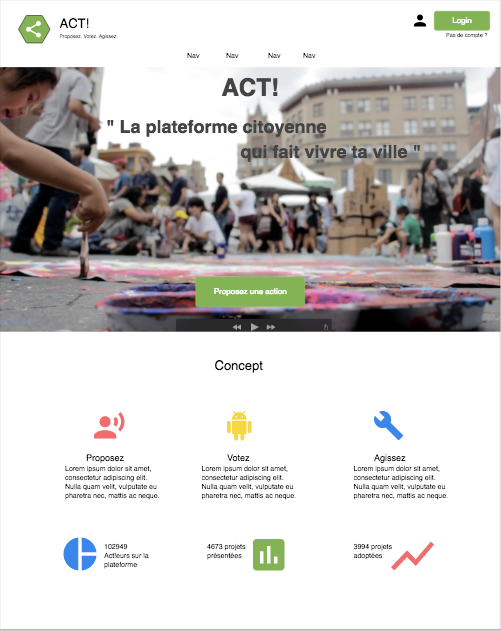 ACT!
Proposez. Votez. Agissez
Login
Pas de compte ?
Nav Nav Nav Nav
ACT!
" La plateforme citoyenne
qui fait vivre ta ville "
Proposez une action
Concept
Proposez
Lorem ipsum dolor sit amet,
consectetur adipiscing elit.
Nulla quam velit, vulputate eu
pharetra nec, mattis ac neque.
Votez
Lorem ipsum dolor sit amet,
consectetur adipiscing elit.
Nulla quam velit, vulputate eu
pharetra nec, mattis ac neque.
Agissez
Lorem ipsum dolor sit amet,
consectetur adipiscing elit.
Nulla quam velit, vulputate eu
pharetra nec, mattis ac neque.
102949
Actleurs sur la
plateforme
4673 projets
présentées
3994 projets
adoptées